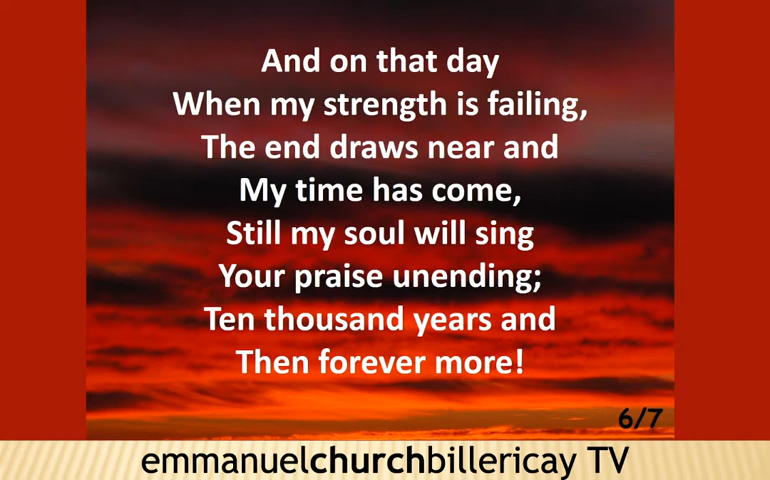 And on that day
When my strength is failing,
The end draws near and
My time has come,
Still my soul will sing
Your praise unending;
Ten thousand years and
Then forever more!
6/7
emmanuelchurchbillericay TV